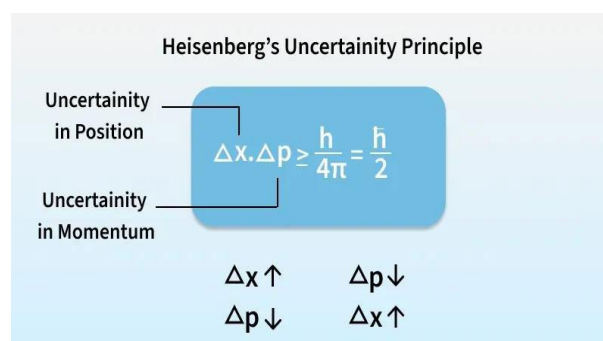 Heisenberg’s Uncertainity Principle
Uncertainity
in Position
Δx.Δp ≥ h/4π = ħ/2
Uncertainity
in Momentum
Δx↑ Δp↓
Δp↓ Δx↑